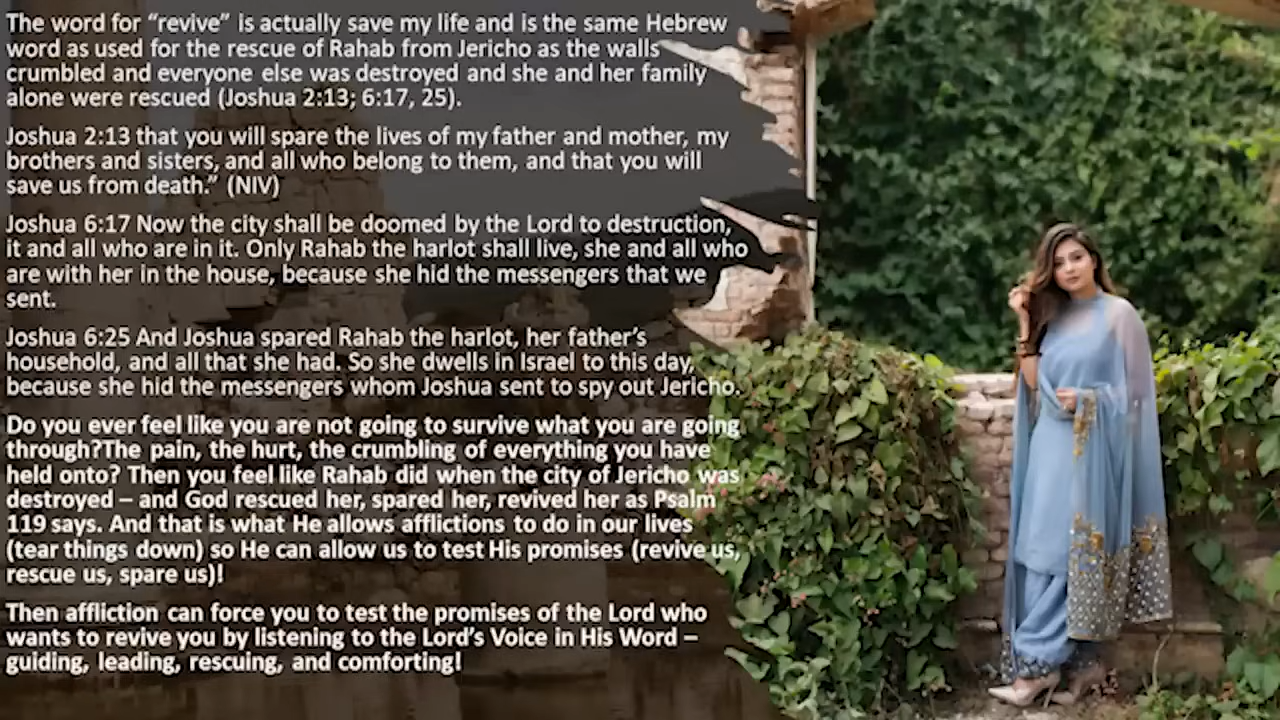 The word for “revive” is actually save my life and is the same Hebrew
word as used for the rescue of Rahab from Jericho as the walls
crumbled and everyone else was destroyed and she and her family
alone were rescued (Joshua 2:13; 6:17, 25).
Joshua 2:13 that you will spare the lives of my father and mother, my
brothers and sisters, and all who belong to them, and that you will
save us from death.” (NIV)
Joshua 6:17 Now the city shall be doomed by the Lord to destruction,
it and all who are in it. Only Rahab the harlot shall live, she and all who
are with her in the house, because she hid the messengers that we
sent.
Joshua 6:25 And Joshua spared Rahab the harlot, her father’s
household, and all that she had. So she dwells in Israel to this day,
because she hid the messengers whom Joshua sent to spy out Jericho.
Do you ever feel like you are not going to survive what you are going
through?The pain, the hurt, the crumbling of everything you have
held onto? Then you feel like Rahab did when the city of Jericho was
destroyed – and God rescued her, spared her, revived her as Psalm
119 says. And that is what He allows afflictions to do in our lives
(tear things down) so He can allow us to test His promises (revive us,
rescue us, spare us)!
Then affliction can force you to test the promises of the Lord who
wants to revive you by listening to the Lord’s Voice in His Word –
guiding, leading, rescuing, and comforting!